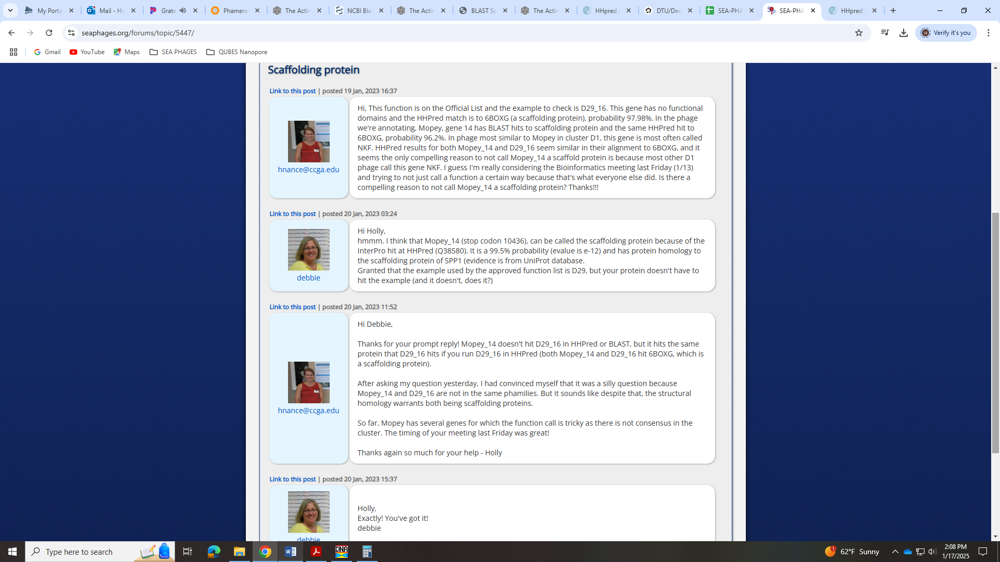 My Porta
Mail - Ho
Grate
Phamera
The Actin
NCBI Bla
The Actin
BLAST Se
The Actin
HHpred
DTU/Dee
SEA-PHA
SEA-PHA
HHpred
seaphages.org/forums/topic/5447/
Verify it's you
Gmail
YouTube
Maps
SEA PHAGES
QUBES Nanopore
Scaffolding protein
Link to this post | posted 19 Jan, 2023 16:37
hnance@ccga.edu
Hi, This function is on the Official List and the example to check is D29_16. This gene has no functional
domains and the HHPred match is to 6BOXG (a scaffolding protein), probability 97.98%. In the phage
we're annotating, Mopey, gene 14 has BLAST hits to scaffolding protein and the same HHPred hit to
6BOXG, probability 96.2%. In phage most similar to Mopey in cluster D1, this gene is most often called
NKF. HHPred results for both Mopey_14 and D29_16 seem similar in their alignment to 6BOXG, and it
seems the only compelling reason to not call Mopey_14 a scaffold protein is because most other D1
phage call this gene NKF. I guess I'm really considering the Bioinformatics meeting last Friday (1/13)
and trying to not just call a function a certain way because that's what everyone else did. Is there a
compelling reason to not call Mopey_14 a scaffolding protein? Thanks!!!
Link to this post | posted 20 Jan, 2023 03:24
debbie
Hi Holly,
hmmm. I think that Mopey_14 (stop codon 10436), can be called the scaffolding protein because of the
InterPro hit at HHPred (Q38580). It is a 99.5% probability (evalue is e-12) and has protein homology to
the scaffolding protein of SPP1 (evidence is from UniProt database.
Granted that the example used by the approved function list is D29, but your protein doesn't have to
hit the example (and it doesn't, does it?)
Link to this post | posted 20 Jan, 2023 11:52
hnance@ccga.edu
Hi Debbie,
Thanks for your prompt reply! Mopey_14 doesn't hit D29_16 in HHPred or BLAST, but it hits the same
protein that D29_16 hits if you run D29_16 in HHPred (both Mopey_14 and D29_16 hit 6BOXG, which is
a scaffolding protein).
After asking my question yesterday, I had convinced myself that it was a silly question because
Mopey_14 and D29_16 are not in the same phamilies. But it sounds like despite that, the structural
homology warrants both being scaffolding proteins.
So far, Mopey has several genes for which the function call is tricky as there is not consensus in the
cluster. The timing of your meeting last Friday was great!
Thanks again so much for your help - Holly
Link to this post | posted 20 Jan, 2023 15:37
debbie
Holly,
Exactly! You've got it!
debbie
Type here to search
DNA
62°F Sunny
2:08 PM
1/17/2025